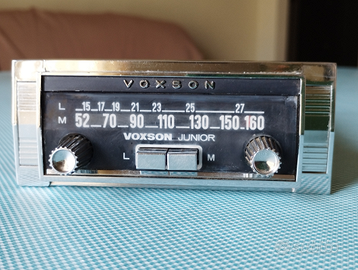 VOXSON
L 15 17 19 21 23 25 27
M 52 70 90 110 130 150 160
VOXSON JUNIOR
L M